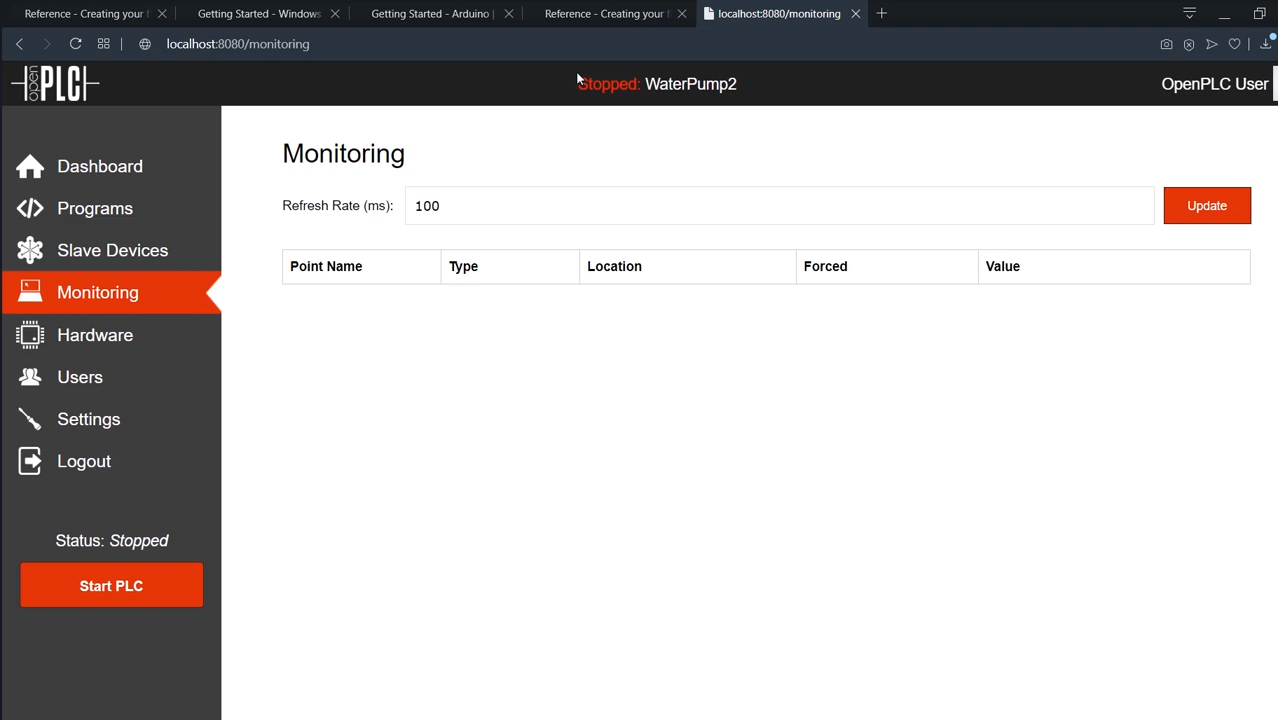 Reference - Creating your f
Getting Started - Windows
Getting Started - Arduino |
Reference - Creating your f
localhost:8080/monitoring
localhost:8080/monitoring
open PLC
Stopped: WaterPump2
OpenPLC User
Dashboard
Programs
Slave Devices
Monitoring
Hardware
Users
Settings
Logout
Status: Stopped
Start PLC
Monitoring
Refresh Rate (ms): 100 Update
Point Name Type Location Forced Value